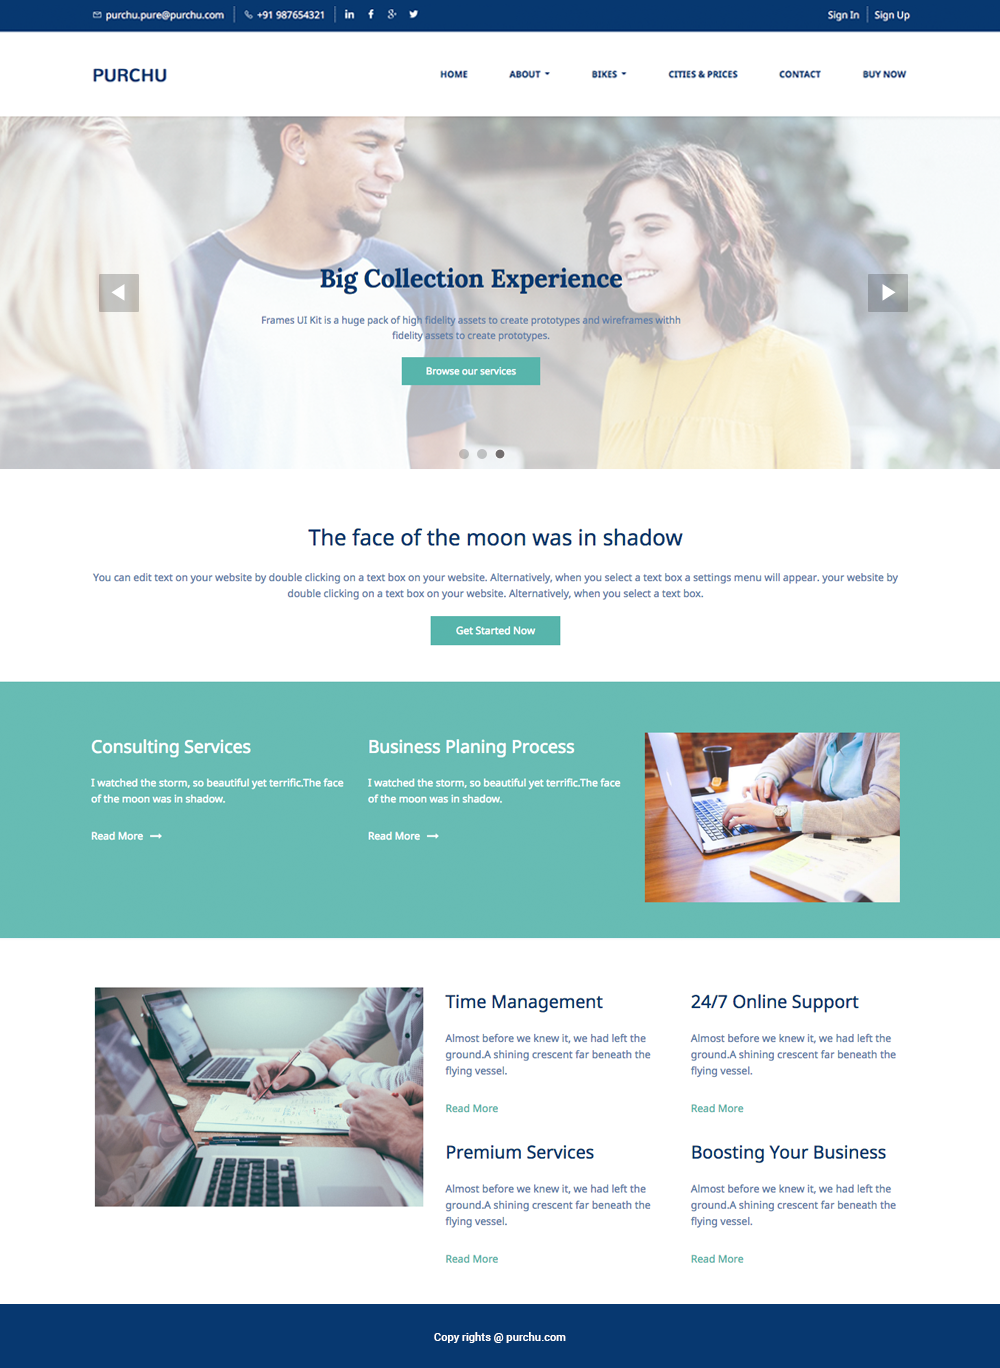 purchu.pure@purchu.com +91 987654321 Sign In Sign Up
PURCHU HOME ABOUT BIKES CITIES & PRICES CONTACT BUY NOW
Big Collection Experience
Frames UI Kit is a huge pack of high fidelity assets to create prototypes and wireframes withh
fidelity assets to create prototypes.
Browse our services
The face of the moon was in shadow
You can edit text on your website by double clicking on a text box on your website. Alternatively, when you select a text box a settings menu will appear. your website by
double clicking on a text box on your website. Alternatively, when you select a text box.
Get Started Now
Consulting Services
I watched the storm, so beautiful yet terrific.The face
of the moon was in shadow.
Read More
Business Planing Process
I watched the storm, so beautiful yet terrific.The face
of the moon was in shadow.
Read More
Time Management
Almost before we knew it, we had left the
ground.A shining crescent far beneath the
flying vessel.
Read More
24/7 Online Support
Almost before we knew it, we had left the
ground.A shining crescent far beneath the
flying vessel.
Read More
Premium Services
Almost before we knew it, we had left the
ground.A shining crescent far beneath the
flying vessel.
Read More
Boosting Your Business
Almost before we knew it, we had left the
ground.A shining crescent far beneath the
flying vessel.
Read More
Copy rights @ purchu.com